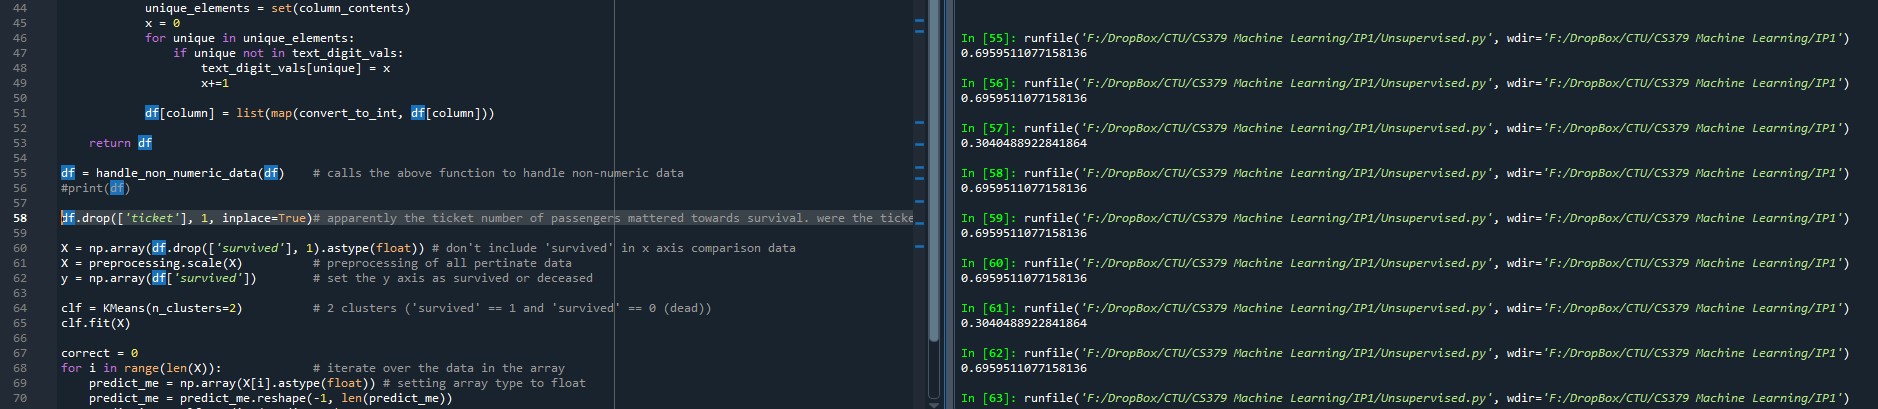 44 unique_elements = set(column_contents)
45 x = 0
46 for unique in unique_elements:
47 if unique not in text_digit_vals:
48 text_digit_vals[unique] = x
49 x+=1
50
51 df[column] = list(map(convert_to_int, df[column]))
52
53 return df
54
55 df = handle_non_numeric_data(df) # calls the above function to handle non-numeric data
56 #print(df)
57
58 df.drop(['ticket'], 1, inplace=True)# apparently the ticket number of passengers mattered towards survival. were the ticke
59
60 X = np.array(df.drop(['survived'], 1).astype(float)) # don't include 'survived' in x axis comparison data
61 X = preprocessing.scale(X) # preprocessing of all pertinate data
62 y = np.array(df['survived']) # set the y axis as survived or deceased
63
64 clf = KMeans(n_clusters=2) # 2 clusters ('survived' == 1 and 'survived' == 0 (dead))
65 clf.fit(X)
66
67 correct = 0
68 for i in range(len(X)): # iterate over the data in the array
69 predict_me = np.array(X[i].astype(float)) # setting array type to float
70 predict_me = predict_me.reshape(-1, len(predict_me))
In [55]: runfile('F:/DropBox/CTU/CS379 Machine Learning/IP1/Unsupervised.py', wdir='F:/DropBox/CTU/CS379 Machine Learning/IP1')
0.6959511077158136
In [56]: runfile('F:/DropBox/CTU/CS379 Machine Learning/IP1/Unsupervised.py', wdir='F:/DropBox/CTU/CS379 Machine Learning/IP1')
0.6959511077158136
In [57]: runfile('F:/DropBox/CTU/CS379 Machine Learning/IP1/Unsupervised.py', wdir='F:/DropBox/CTU/CS379 Machine Learning/IP1')
0.3040488922841864
In [58]: runfile('F:/DropBox/CTU/CS379 Machine Learning/IP1/Unsupervised.py', wdir='F:/DropBox/CTU/CS379 Machine Learning/IP1')
0.6959511077158136
In [59]: runfile('F:/DropBox/CTU/CS379 Machine Learning/IP1/Unsupervised.py', wdir='F:/DropBox/CTU/CS379 Machine Learning/IP1')
0.6959511077158136
In [60]: runfile('F:/DropBox/CTU/CS379 Machine Learning/IP1/Unsupervised.py', wdir='F:/DropBox/CTU/CS379 Machine Learning/IP1')
0.6959511077158136
In [61]: runfile('F:/DropBox/CTU/CS379 Machine Learning/IP1/Unsupervised.py', wdir='F:/DropBox/CTU/CS379 Machine Learning/IP1')
0.3040488922841864
In [62]: runfile('F:/DropBox/CTU/CS379 Machine Learning/IP1/Unsupervised.py', wdir='F:/DropBox/CTU/CS379 Machine Learning/IP1')
0.6959511077158136
In [63]: runfile('F:/DropBox/CTU/CS379 Machine Learning/IP1/Unsupervised.py', wdir='F:/DropBox/CTU/CS379 Machine Learning/IP1')